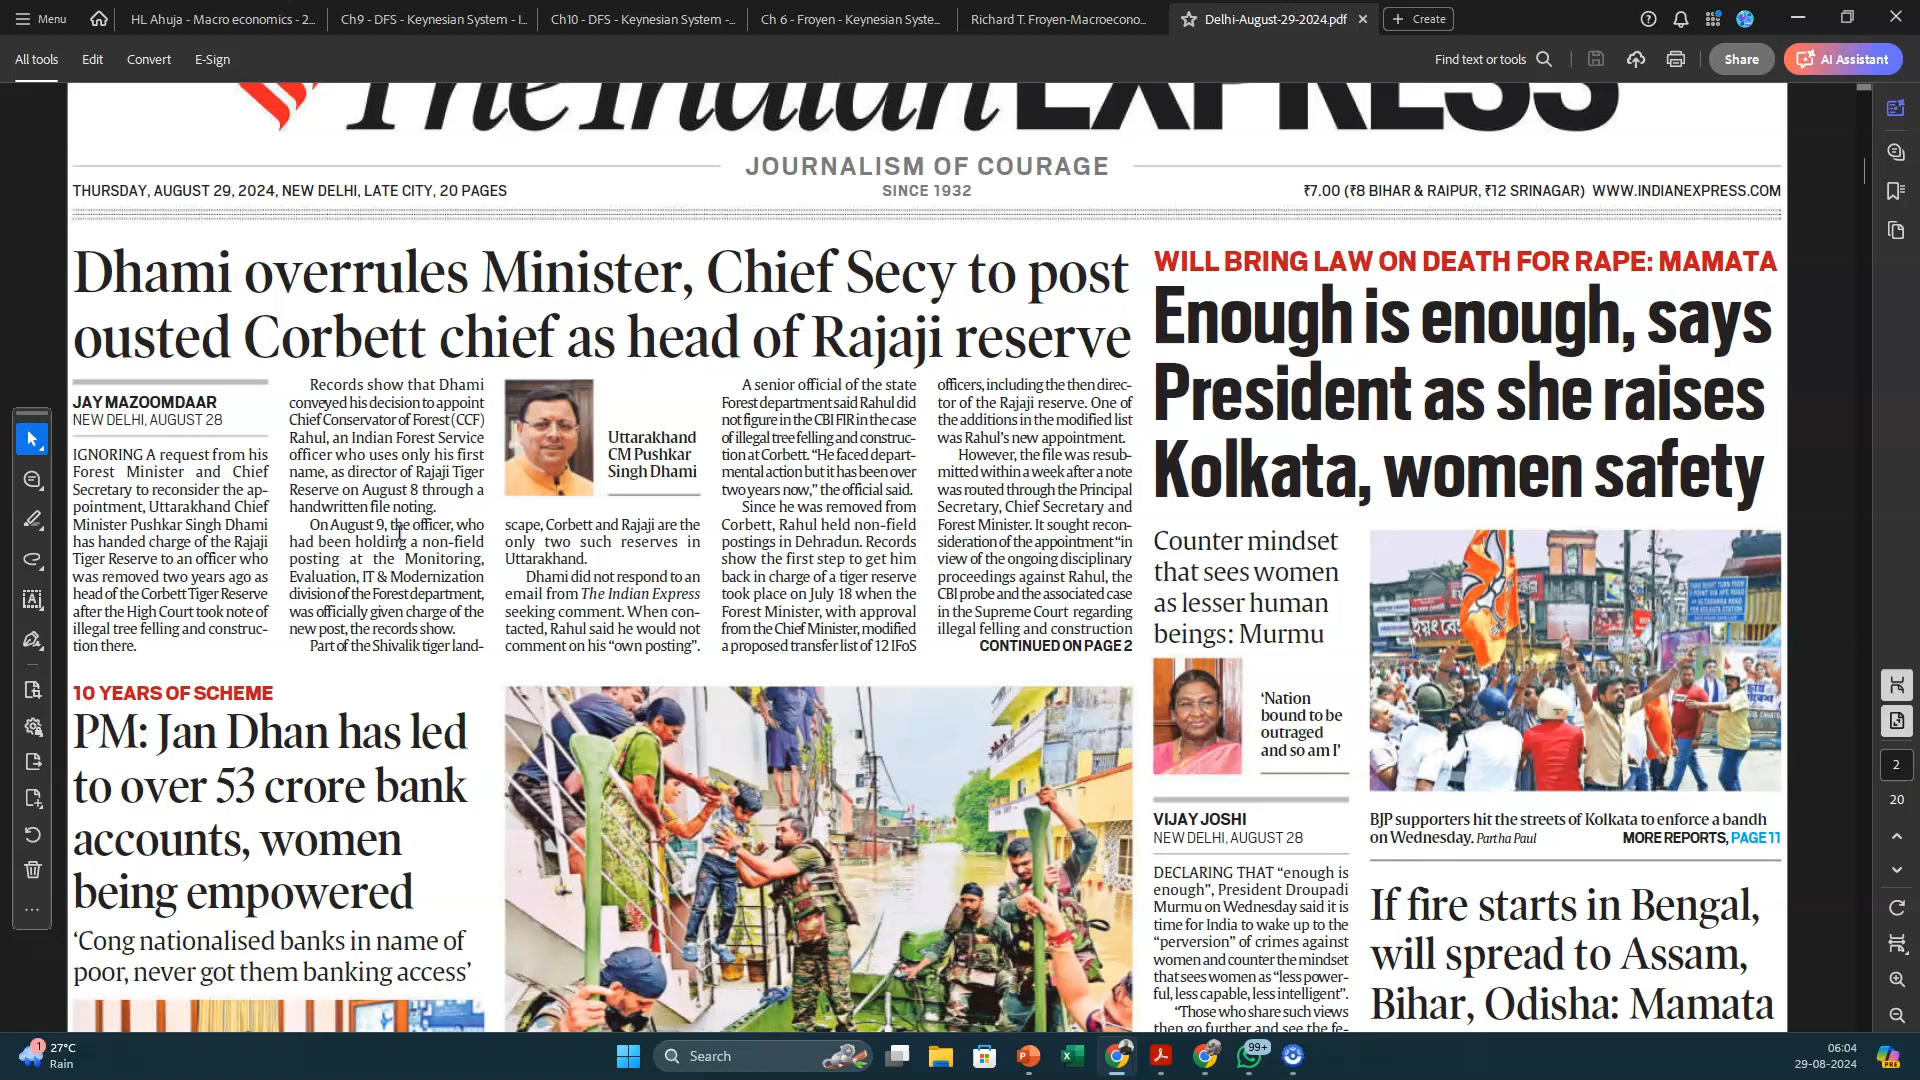 Menu
HL Ahuja - Macro economics - 2...
Ch9 - DFS - Keynesian System - I...
Ch10 - DFS - Keynesian System -...
Ch 6 - Froyen - Keynesian Syste...
Richard T. Froyen-Macroecono...
Delhi-August-29-2024.pdf
Create
All tools
Edit
Convert
E-Sign
Find text or tools
Share
AI Assistant
The Indian EXPRESS
JOURNALISM OF COURAGE
THURSDAY, AUGUST 29, 2024, NEW DELHI, LATE CITY, 20 PAGES
SINCE 1932
₹7.00 (₹8 BIHAR & RAIPUR, ₹12 SRINAGAR) WWW.INDIANEXPRESS.COM
Dhami overrules Minister, Chief Secy to post
ousted Corbett chief as head of Rajaji reserve
JAY MAZOOMDAAR
NEW DELHI, AUGUST 28
IGNORING A request from his
Forest Minister and Chief
Secretary to reconsider the ap-
pointment, Uttarakhand Chief
Minister Pushkar Singh Dhami
has handed charge of the Rajaji
Tiger Reserve to an officer who
was removed two years ago as
head of the Corbett Tiger Reserve
after the High Court took note of
illegal tree felling and construc-
tion there.
Records show that Dhami
conveyed his decision to appoint
Chief Conservator of Forest (CCF)
Rahul, an Indian Forest Service
officer who uses only his first
name, as director of Rajaji Tiger
Reserve on August 8 through a
handwritten file noting.
On August 9, the officer, who
had been holding a non-field
posting at the Monitoring,
Evaluation, IT & Modernization
division of the Forest department,
was officially given charge of the
new post, the records show.
Part of the Shivalik tiger land-
Uttarakhand
CM Pushkar
Singh Dhami
scape, Corbett and Rajaji are the
only two such reserves in
Uttarakhand.
Dhami did not respond to an
email from The Indian Express
seeking comment. When con-
tacted, Rahul said he would not
comment on his “own posting”.
A senior official of the state
Forest department said Rahul did
not figure in the CBI FIR in the case
of illegal tree felling and construc-
tion at Corbett. “He faced depart-
mental action but it has been over
two years now,” the official said.
Since he was removed from
Corbett, Rahul held non-field
postings in Dehradun. Records
show the first step to get him
back in charge of a tiger reserve
took place on July 18 when the
Forest Minister, with approval
from the Chief Minister, modified
a proposed transfer list of 12 IFoS
officers, including the then direc-
tor of the Rajaji reserve. One of
the additions in the modified list
was Rahul’s new appointment.
However, the file was resub-
mitted within a week after a note
was routed through the Principal
Secretary, Chief Secretary and
Forest Minister. It sought recon-
sideration of the appointment “in
view of the ongoing disciplinary
proceedings against Rahul, the
CBI probe and the associated case
in the Supreme Court regarding
illegal felling and construction
CONTINUED ON PAGE 2
WILL BRING LAW ON DEATH FOR RAPE: MAMATA
Enough is enough, says
President as she raises
Kolkata, women safety
Counter mindset
that sees women
as lesser human
beings: Murmu
‘Nation
bound to be
outraged
and so am I’
VIJAY JOSHI
NEW DELHI, AUGUST 28
DECLARING THAT “enough is
enough”, President Droupadi
Murmu on Wednesday said it is
time for India to wake up to the
“perversion” of crimes against
women and counter the mindset
that sees women as “less power-
ful, less capable, less intelligent”.
“Those who share such views
then go further and see the fe-
BJP supporters hit the streets of Kolkata to enforce a bandh
on Wednesday. Partha Paul
MORE REPORTS, PAGE 11
If fire starts in Bengal,
will spread to Assam,
Bihar, Odisha: Mamata
10 YEARS OF SCHEME
PM: Jan Dhan has led
to over 53 crore bank
accounts, women
being empowered
‘Cong nationalised banks in name of
poor, never got them banking access’
2
20
1
27°C
Rain
Search
99+
06:04
29-08-2024
PRE